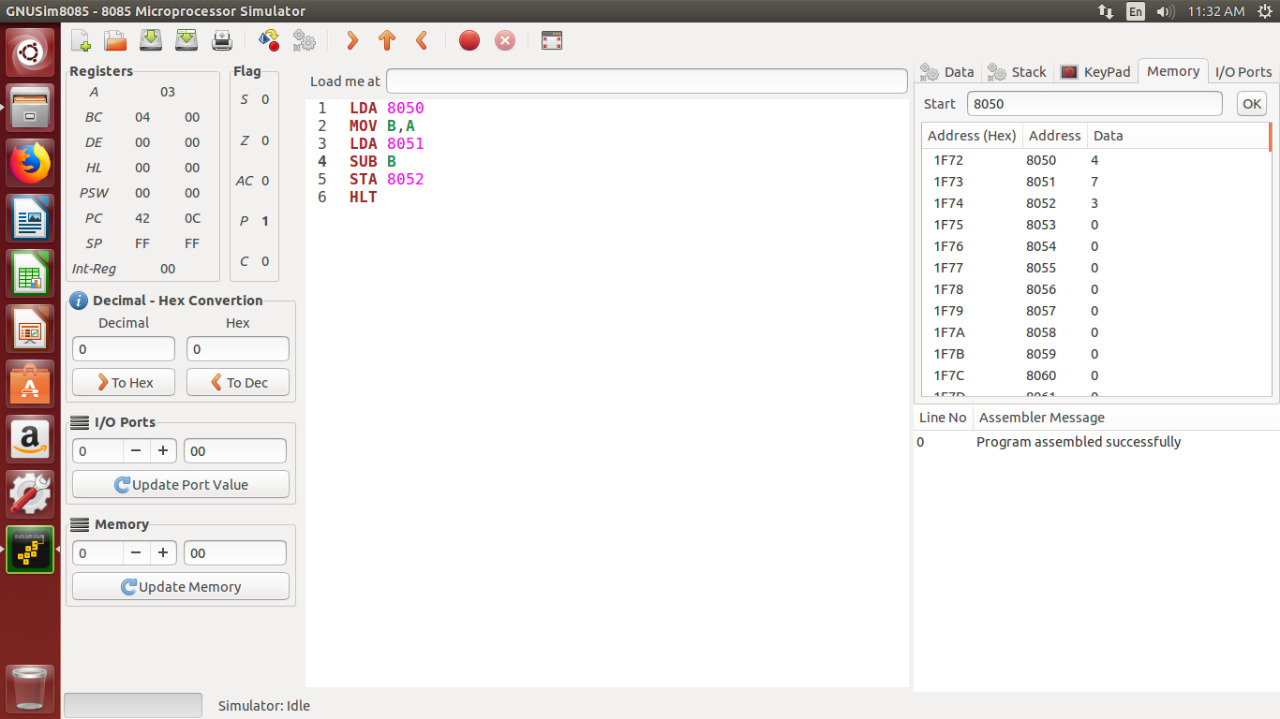 GNUSim8085 - 8085 Microprocessor Simulator
En 11:32 AM
Registers
A 03
BC 04 00
DE 00 00
HL 00 00
PSW 00 00
PC 42 0C
SP FF FF
Int-Reg 00
Flag
S 0
Z 0
AC 0
P 1
C 0
Decimal - Hex Convertion
Decimal Hex
0 0
To Hex To Dec
I/O Ports
0 − + 00
Update Port Value
Memory
0 − + 00
Update Memory
Load me at
1 LDA 8050
2 MOV B,A
3 LDA 8051
4 SUB B
5 STA 8052
6 HLT
Data Stack KeyPad Memory I/O Ports
Start 8050 OK
Address (Hex) Address Data
1F72 8050 4
1F73 8051 7
1F74 8052 3
1F75 8053 0
1F76 8054 0
1F77 8055 0
1F78 8056 0
1F79 8057 0
1F7A 8058 0
1F7B 8059 0
1F7C 8060 0
1F7D 8061 0
Line No Assembler Message
0 Program assembled successfully
Simulator: Idle